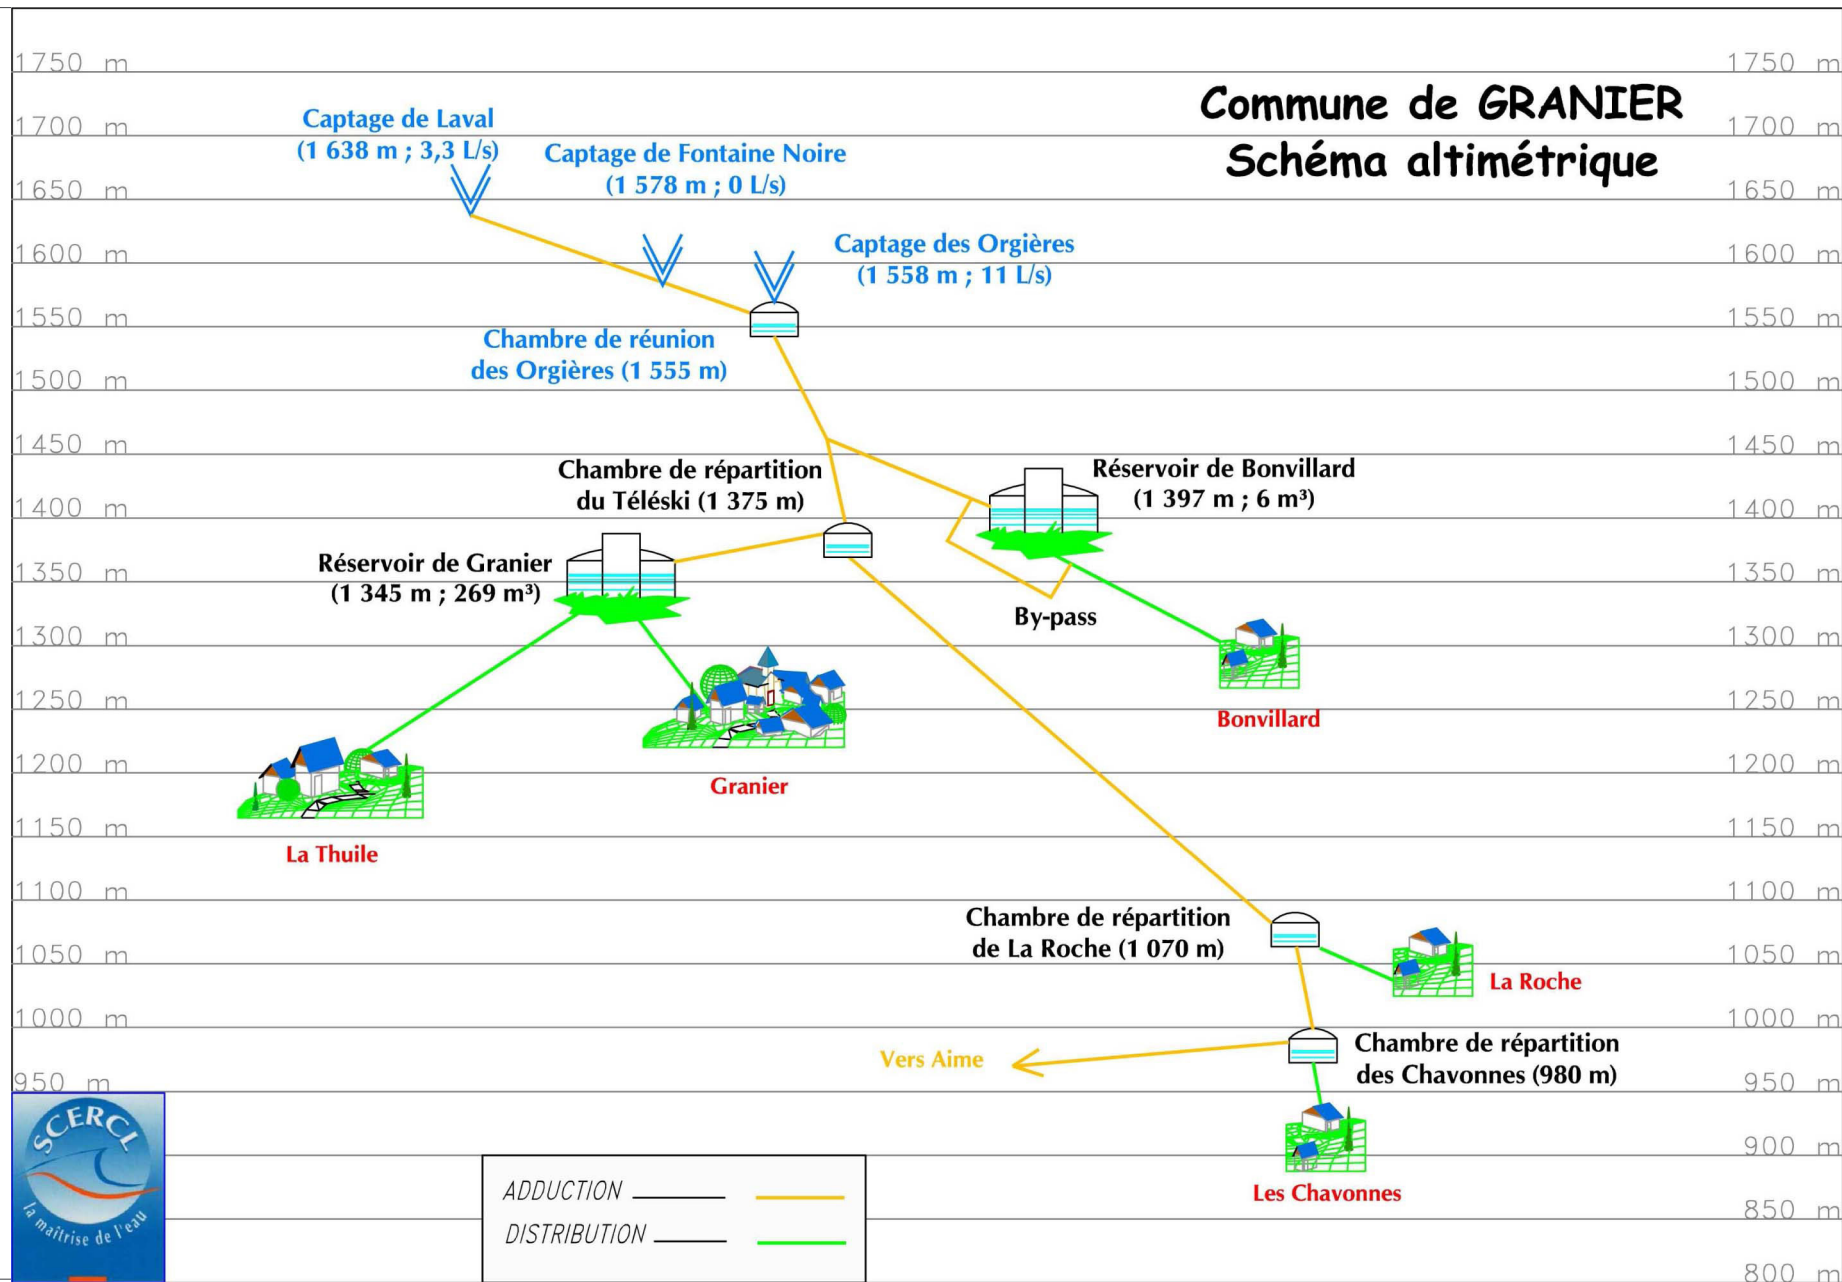 1750 m
1750 m
Commune de GRANIER
Schéma altimétrique
Captage de Laval
(1 638 m ; 3,3 L/s)
1700 m
1700 m
Captage de Fontaine Noire
(1 578 m ; 0 L/s)
1650 m
1650 m
Captage des Orgières
(1 558 m ; 11 L/s)
1600 m
1600 m
1550 m
1550 m
Chambre de réunion
des Orgières (1 555 m)
1500 m
1500 m
1450 m
1450 m
Chambre de répartition
du Téléski (1 375 m)
Réservoir de Bonvillard
(1 397 m ; 6 m³)
1400 m
1400 m
Réservoir de Granier
(1 345 m ; 269 m³)
1350 m
1350 m
By-pass
1300 m
1300 m
1250 m
1250 m
Bonvillard
1200 m
1200 m
Granier
1150 m
1150 m
La Thuile
1100 m
1100 m
Chambre de répartition
de La Roche (1 070 m)
1050 m
1050 m
La Roche
1000 m
1000 m
Vers Aime
Chambre de répartition
des Chavonnes (980 m)
950 m
950 m
SCERCL
la maîtrise de l'eau
900 m
Les Chavonnes
ADDUCTION
DISTRIBUTION
850 m
800 m